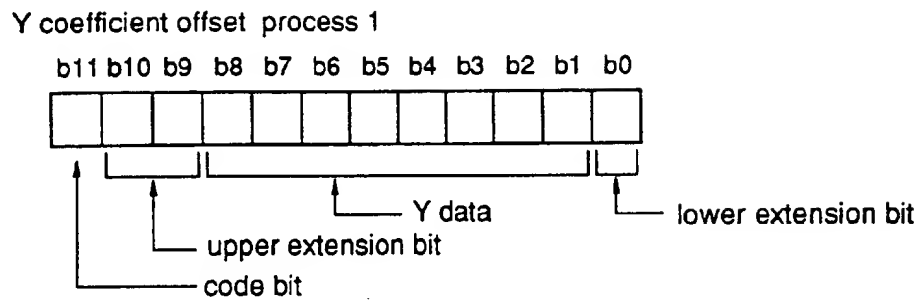 Y coefficient offset process 1
b11 b10 b9 b8 b7 b6 b5 b4 b3 b2 b1 b0
Y data
lower extension bit
upper extension bit
code bit